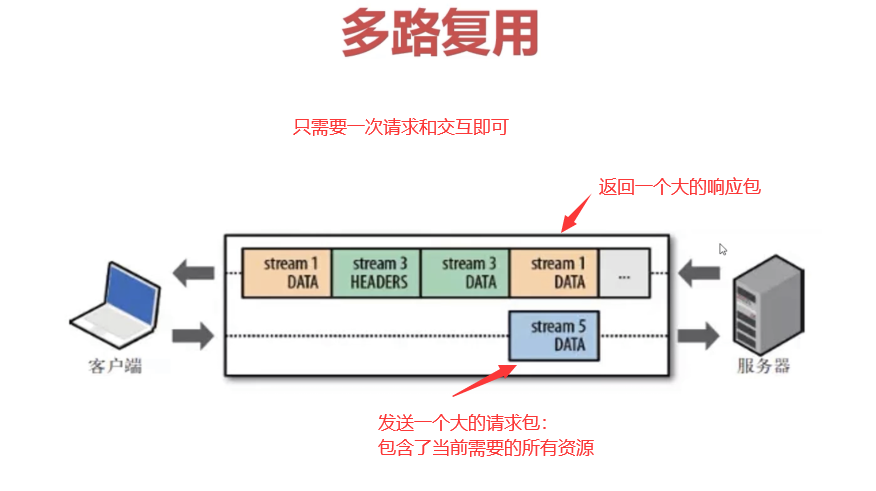 多路复用
只需要一次请求和交互即可
返回一个大的响应包
stream 1
DATA
stream 3
HEADERS
stream 3
DATA
stream 1
DATA
...
stream 5
DATA
客户端
服务器
发送一个大的请求包：
包含了当前需要的所有资源